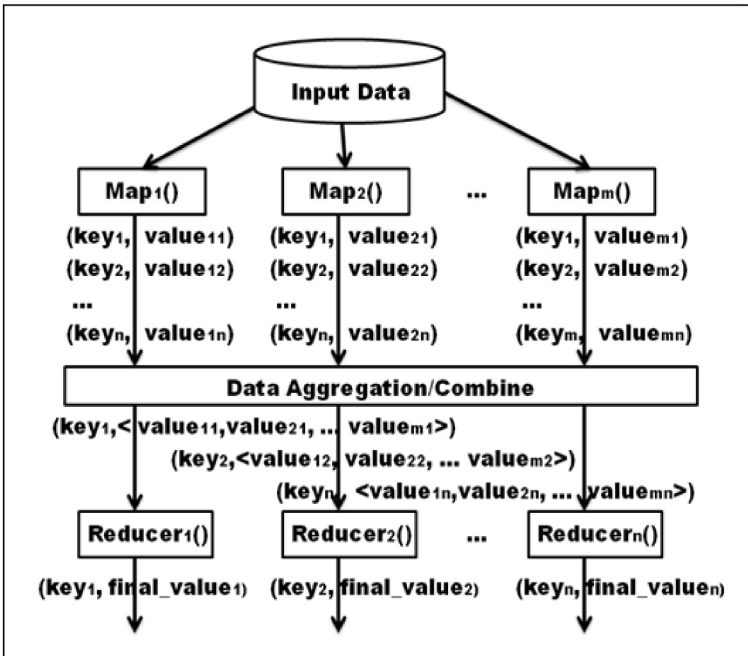 Input Data
Map₁() Map₂() ... Mapₘ()
(key₁, value₁₁) (key₁, value₂₁) (key₁, valueₘ₁)
(key₂, value₁₂) (key₂, value₂₂) (key₂, valueₘ₂)
... ... ...
(keyₙ, value₁ₙ) (keyₙ, value₂ₙ) (keyₘ, valueₘₙ)
Data Aggregation/Combine
(key₁,< value₁₁,value₂₁, ... valueₘ₁>)
(key₂,<value₁₂, value₂₂, ... valueₘ₂>)
(keyₙ, <value₁ₙ,value₂ₙ, ... valueₘₙ>)
Reducer₁() Reducer₂() ... Reducerₙ()
(key₁, final_value₁) (key₂, final_value₂) (keyₙ, final_valueₙ)